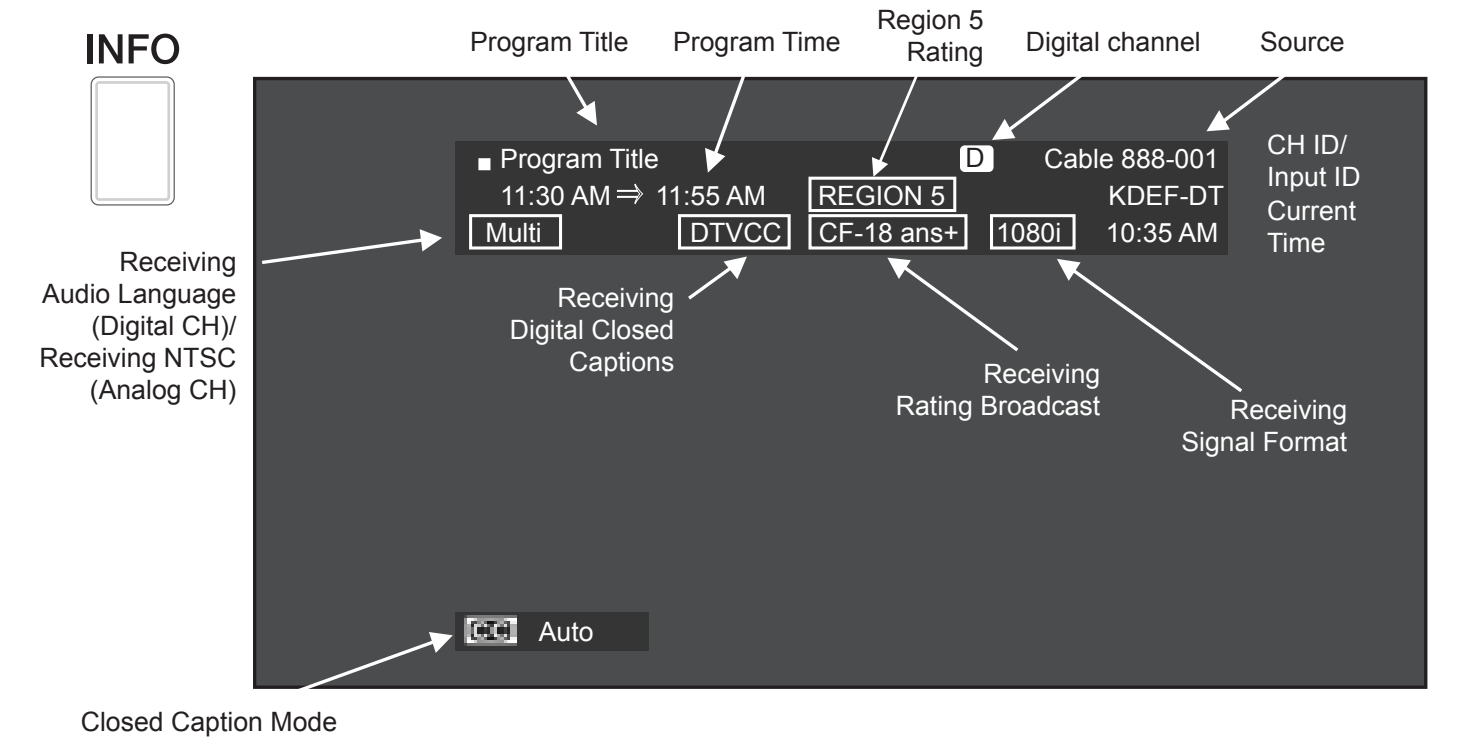 INFO
Program Title
Program Time
Region 5
Rating
Digital channel
Source
Program Title
D
Cable 888-001
11:30 AM ⇒ 11:55 AM
REGION 5
KDEF-DT
Multi
DTVCC
CF-18 ans+
1080i
10:35 AM
CH ID/
Input ID
Current
Time
Receiving
Audio Language
(Digital CH)/
Receiving NTSC
(Analog CH)
Receiving
Digital Closed
Captions
Receiving
Rating Broadcast
Receiving
Signal Format
Auto
Closed Caption Mode